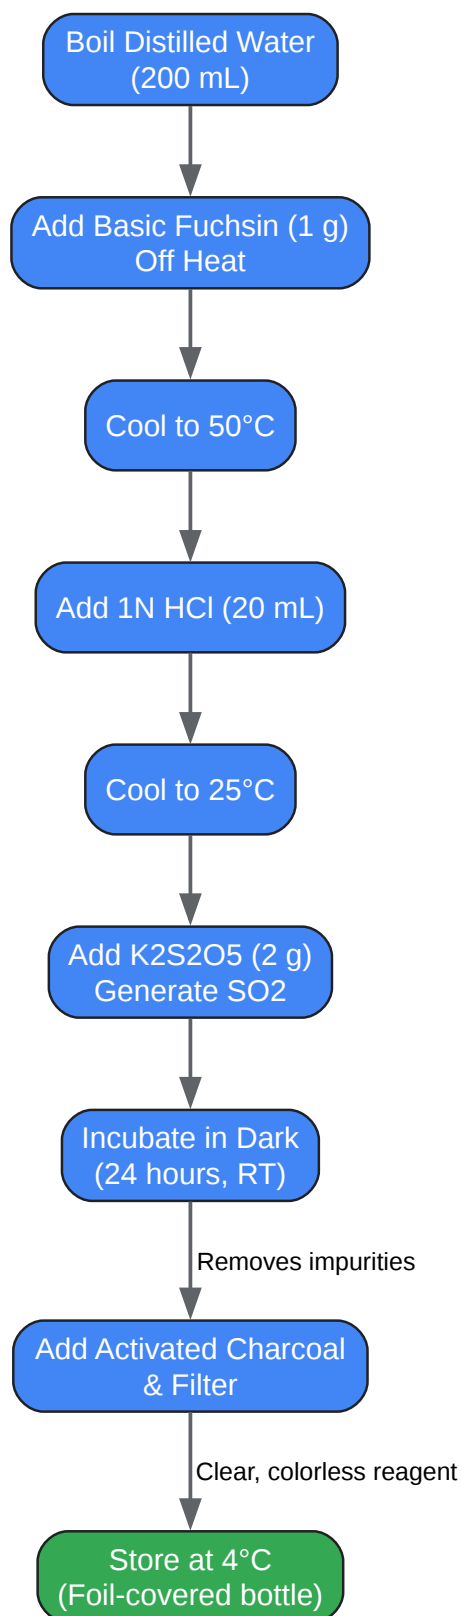 Boil Distilled Water
(200 mL)
Add Basic Fuchsin (1 g)
Off Heat
Cool to 50°C
Add 1N HCl (20 mL)
Cool to 25°C
Add K2S2O5 (2 g)
Generate SO2
Incubate in Dark
(24 hours, RT)
Removes impurities
Add Activated Charcoal
& Filter
Clear, colorless reagent
Store at 4°C
(Foil-covered bottle)